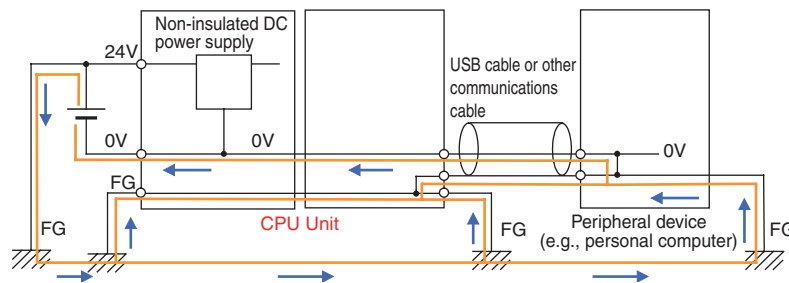 Non-insulated DC
power supply
24V
USB cable or other
communications
cable
0V
0V
0V
FG
CPU Unit
FG
FG
Peripheral device
(e.g., personal computer)
FG